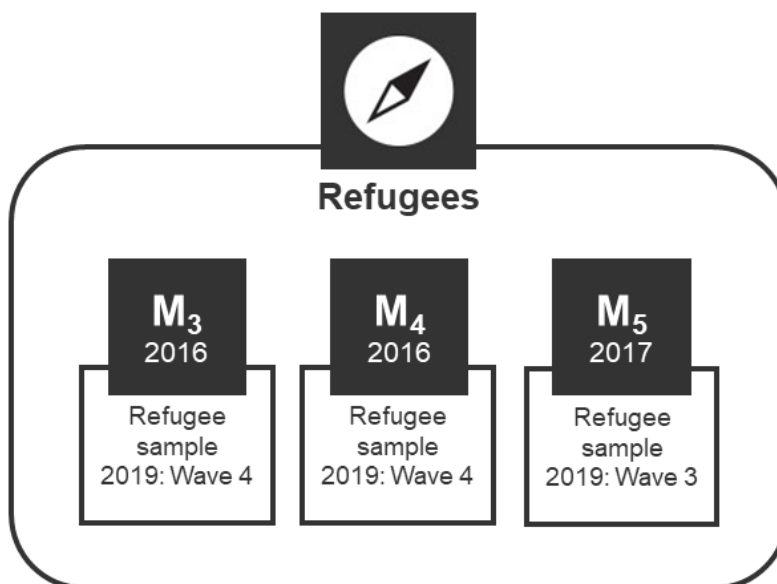 Refugees
M3
2016
Refugee
sample
2019: Wave 4
M4
2016
Refugee
sample
2019: Wave 4
M5
2017
Refugee
sample
2019: Wave 3